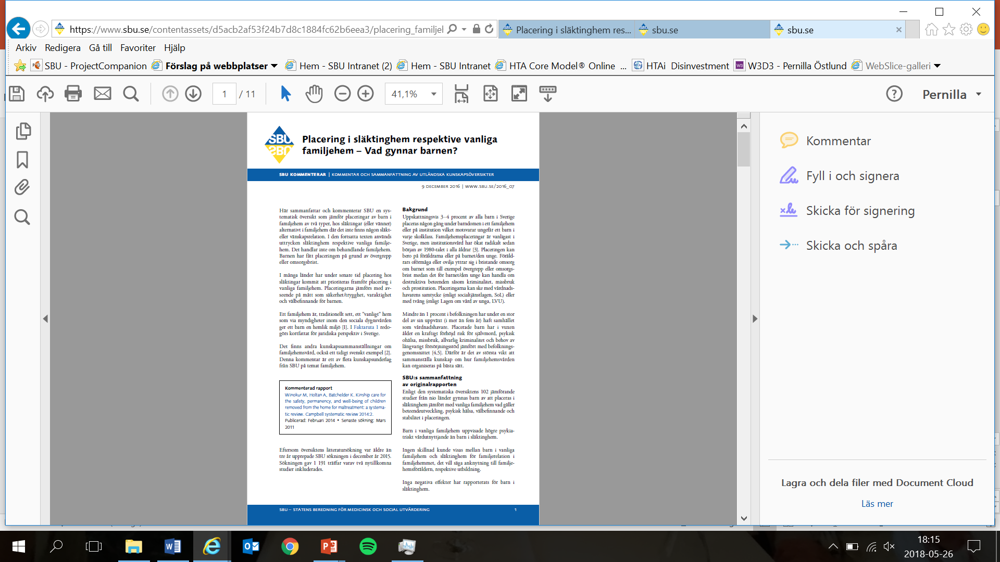 https://www.sbu.se/contentassets/d5acb2af53f24b7d8c1884fc62b6eea3/placering_familjel
Placering i släktinghem res...
sbu.se
sbu.se
Arkiv Redigera Gå till Favoriter Hjälp
SBU - ProjectCompanion Förslag på webbplatser Hem - SBU Intranet (2) Hem - SBU Intranet HTA Core Model® Online ... HTAi Disinvestment W3D3 - Pernilla Östlund WebSlice-galleri
1 / 11
41,1%
Pernilla
SBU
Placering i släktinghem respektive vanliga
familjehem – Vad gynnar barnen?
SBU KOMMENTERAR | KOMMENTAR OCH SAMMANFATTNING AV UTLÄNDSKA KUNSKAPSÖVERSIKTER
9 DECEMBER 2016 | WWW.SBU.SE/2016_07
Här sammanfattar och kommenterar SBU en sys-
tematisk översikt som jämför placeringar av barn i
familjehem av två typer, hos släktingar (eller vänner)
alternativt i familjehem där det inte finns någon släkt-
eller vänskapsrelation. I den fortsatta texten används
uttrycken släktinghem respektive vanliga familje-
hem. Det handlar inte om behandlande familjehem.
Barnen har fått placeringen på grund av övergrepp
eller omsorgsbrist.
I många länder har under senare tid placering hos
släktingar kommit att prioriteras framför placering i
vanliga familjehem. Placeringarna jämförs med av-
seende på mått som säkerhet/trygghet, varaktighet
och välbefinnande för barnen.
Ett familjehem är, traditionellt sett, ett ”vanligt” hem
som via myndigheter inom den sociala dygnsvården
ger ett barn en hemlik miljö [1]. I Faktaruta 1 redo-
görs kortfattat för juridiska perspektiv i Sverige.
Det finns andra kunskapssammanställningar om
familjehemsvård, också ett tidigt svenskt exempel [2].
Denna kommentar är ett av flera kunskapsunderlag
från SBU på temat familjehem.
Kommenterad rapport
Winokur M, Holtan A, Batchelder K. Kinship care for
the safety, permanency, and well-being of children
removed from the home for maltreatment: a systema-
tic review. Campbell systematic review 2014:2.
Publicerad: Februari 2014 • Senaste sökning: Mars
2011
Eftersom översiktens litteratursökning var äldre än
tre år upprepade SBU sökningen i december år 2015.
Sökningen gav 1 191 träffar varav två nytillkomna
studier inkluderades.
Bakgrund
Uppskattningsvis 3–4 procent av alla barn i Sverige
placeras någon gång under barndomen i ett familjehem
eller på institution vilket motsvarar ungefär ett barn i
varje skolklass. Familjehemsplaceringar är vanligast i
Sverige, men institutionsvård har ökat radikalt sedan
början av 1980-talet i alla åldrar [3]. Placeringen kan
bero på föräldrarna eller på barnet/den unge. Föräld-
rars oförmåga eller ovilja yttrar sig i bristande omsorg
om barnet som till exempel övergrepp eller omsorgs-
brist medan det för barnet/den unge kan handla om
destruktiva beteenden såsom kriminalitet, missbruk
och prostitution. Placeringarna kan ske med vårdnads-
havarens samtycke (enligt socialtjänstlagen, SoL) eller
med tvång (enligt Lagen om vård av unga, LVU).
Mindre än 1 procent i befolkningen har under en stor
del av sin uppväxt (i mer än fem år) haft samhället
som vårdnadshavare. Placerade barn har i vuxen
ålder en kraftigt förhöjd risk för självmord, psykisk
ohälsa, missbruk, allvarlig kriminalitet och behov av
långvarigt försörjningsstöd jämfört med befolknings-
genomsnittet [4,5]. Därför är det av största vikt att
sammanställa kunskap om hur familjehemsvården
kan organiseras på bästa sätt.
SBU:s sammanfattning
av originalrapporten
Enligt den systematiska översiktens 102 jämförande
studier från nio länder gynnas barn av att placeras i
släktinghem jämfört med vanliga familjehem vad gäller
beteendeutveckling, psykisk hälsa, välbefinnande och
stabilitet i placeringen.
Barn i vanliga familjehem uppvisade högre psykia-
triskt vårdutnyttjande än barn i släktinghem.
Ingen skillnad kunde visas mellan barn i vanliga
familjehem och släktinghem för familjerelation i
familjehemmet, det vill säga anknytning till familje-
hemsföräldern, respektive utbildning.
Inga negativa effekter har rapporterats för barn i
släktinghem.
SBU – STATENS BEREDNING FÖR MEDICINSK OCH SOCIAL UTVÄRDERING 1
Kommentar
Fyll i och signera
Skicka för signering
Skicka och spåra
Lagra och dela filer med Document Cloud
Läs mer
18:15
2018-05-26